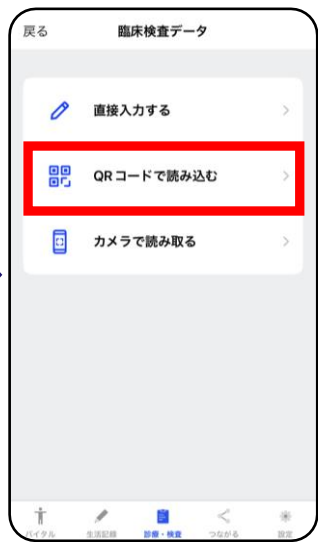 戻る 臨床検査データ
直接入力する
QRコードで読み込む
カメラで読み取る
バイタル 生活記録 診療・検査 つながる 設定